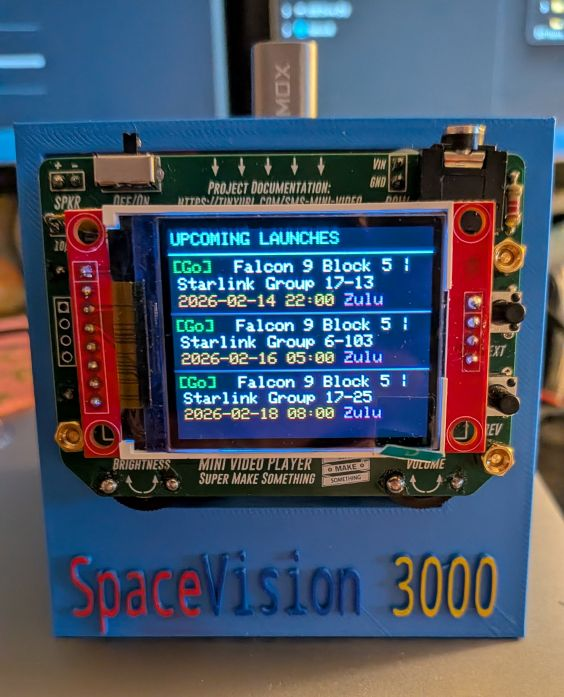 MOX
+ -
VIN
GND
SPKR
OFF/ON
PROJECT DOCUMENTATION:
HTTPS://TINYURL.COM/SMS-MINI-VIDEO
UPCOMING LAUNCHES
[Go] Falcon 9 Block 5 |
Starlink Group 17-13
2026-02-14 22:00 Zulu
[Go] Falcon 9 Block 5 |
Starlink Group 6-103
2026-02-16 05:00 Zulu
[Go] Falcon 9 Block 5 |
Starlink Group 17-25
2026-02-18 08:00 Zulu
EXT
EV
BRIGHTNESS
MINI VIDEO PLAYER
SUPER MAKE SOMETHING
MAKE
SOMETHING
VOLUME
SpaceVision 3000